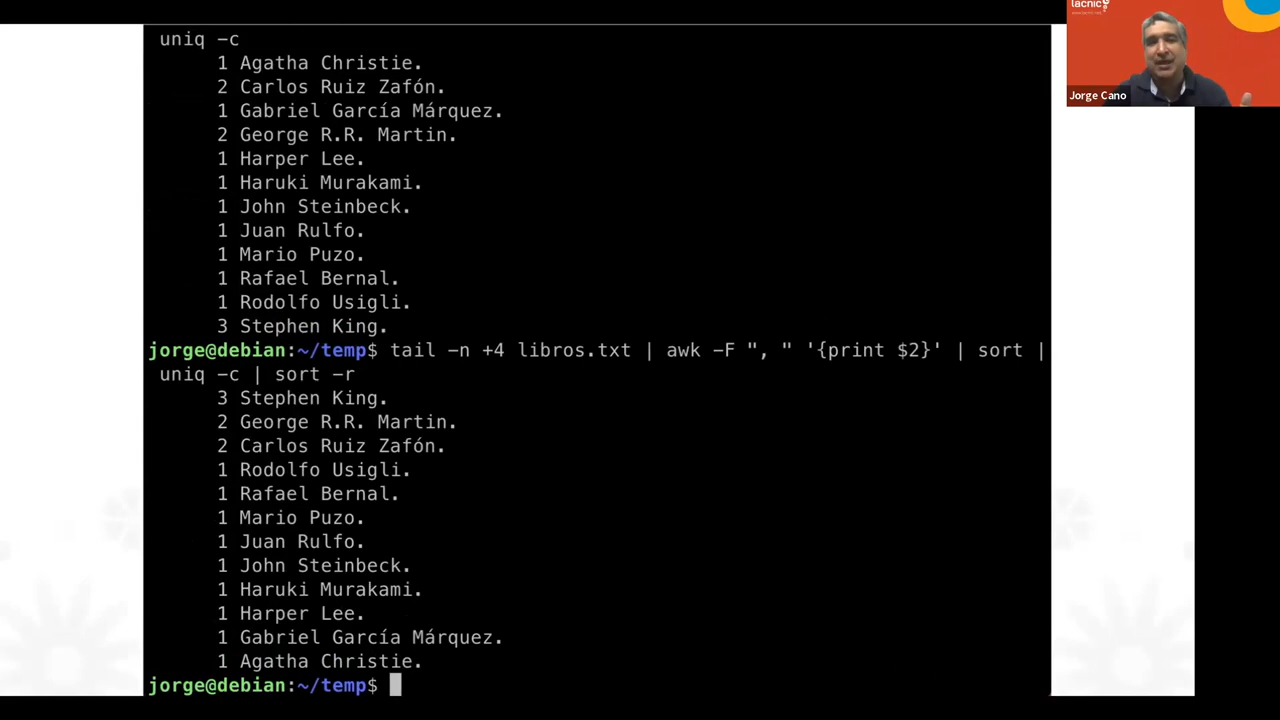 uniq -c
1 Agatha Christie.
2 Carlos Ruiz Zafón.
1 Gabriel García Márquez.
2 George R.R. Martin.
1 Harper Lee.
1 Haruki Murakami.
1 John Steinbeck.
1 Juan Rulfo.
1 Mario Puzo.
1 Rafael Bernal.
1 Rodolfo Usigli.
3 Stephen King.
jorge@debian:~/temp$ tail -n +4 libros.txt | awk -F ", " '{print $2}' | sort |
uniq -c | sort -r
3 Stephen King.
2 George R.R. Martin.
2 Carlos Ruiz Zafón.
1 Rodolfo Usigli.
1 Rafael Bernal.
1 Mario Puzo.
1 Juan Rulfo.
1 John Steinbeck.
1 Haruki Murakami.
1 Harper Lee.
1 Gabriel García Márquez.
1 Agatha Christie.
jorge@debian:~/temp$
lacnic
Jorge Cano